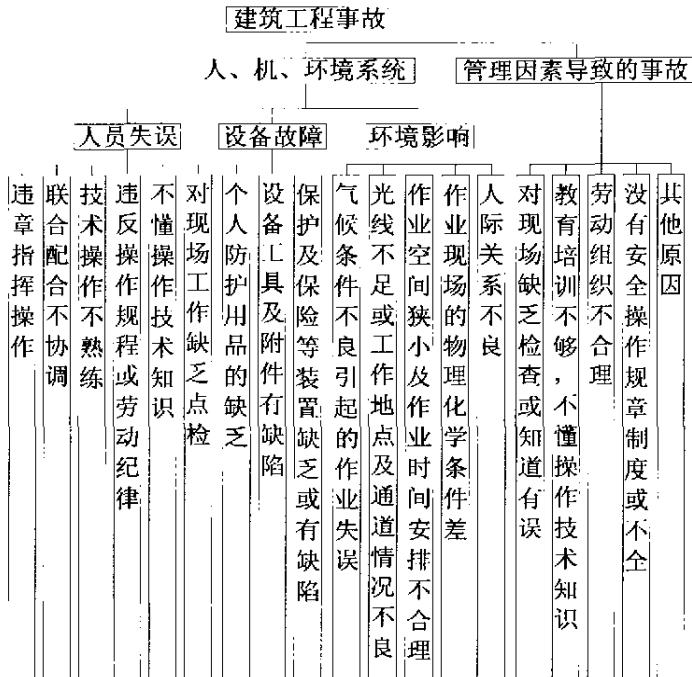 建筑工程事故
人、机、环境系统
管理因素导致的事故
人员失误
设备故障
环境影响
违章指挥操作
联合配合不协调
技术操作不熟练
违反操作规程或劳动纪律
不懂操作技术知识
对现场工作缺乏点检
个人防护用品的缺乏
设备工具及附件有缺陷
保护及保险等装置缺乏或有缺陷
气候条件不良引起的作业失误
光线不足或工作地点及通道情况不良
作业空间狭小及作业时间安排不合理
作业现场的物理化学条件差
人际关系不良
对现场缺乏检查或知道有误
教育培训不够，不懂操作技术知识
劳动组织不合理
没有安全操作规章制度或不全
其他原因